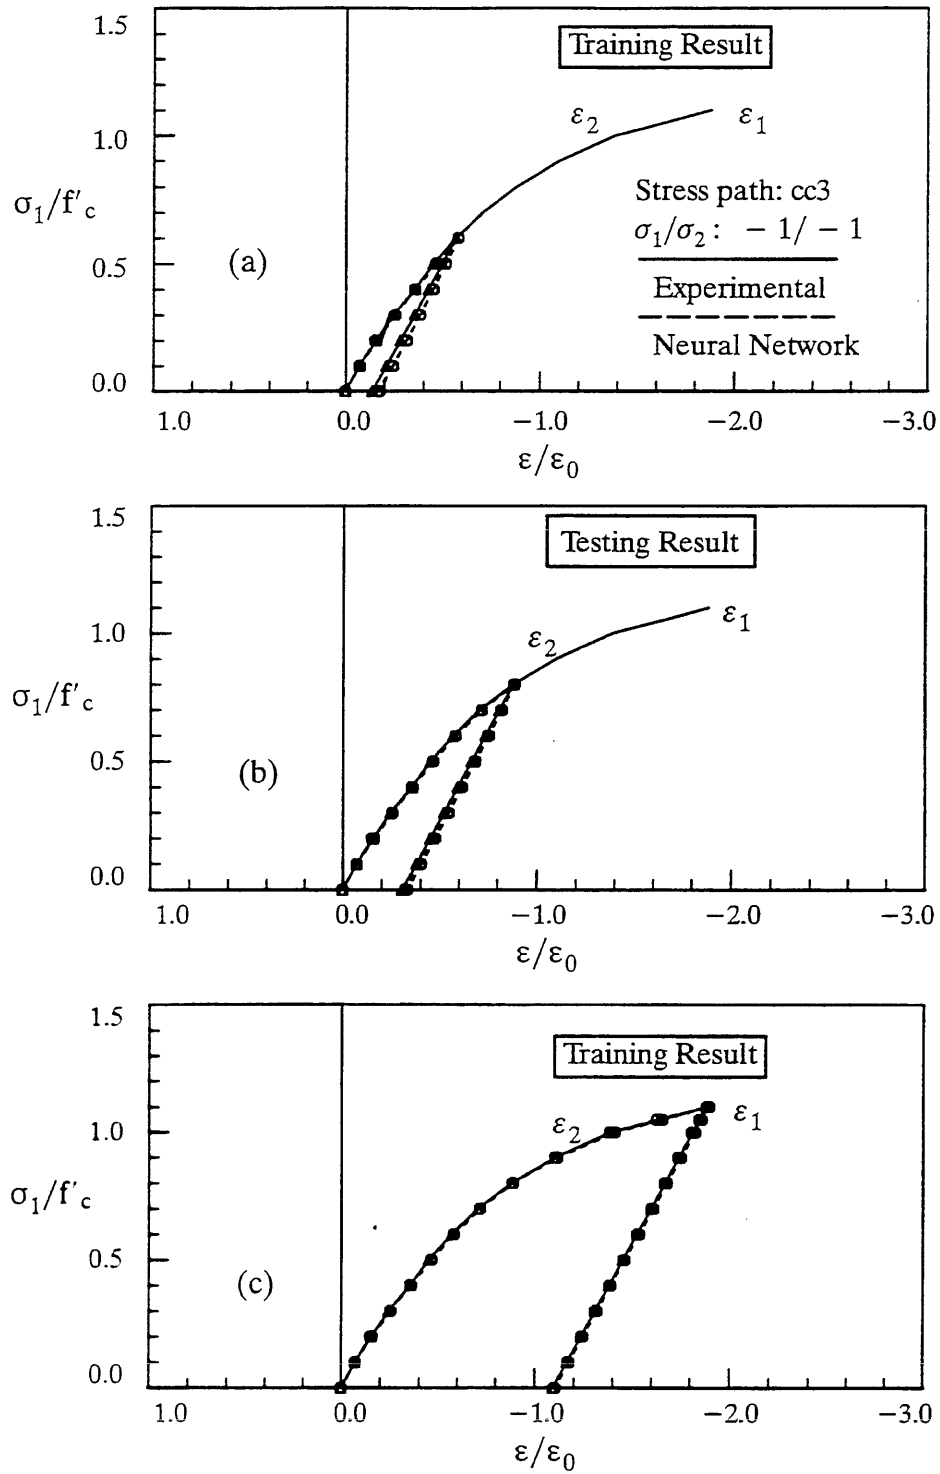 1.5
Training Result
ε₂
ε₁
1.0
Stress path: cc3
σ₁/f′c
σ₁/σ₂: − 1/ − 1
(a)
0.5
Experimental
Neural Network
0.0
1.0 0.0 −1.0 −2.0 −3.0
ε/ε₀
1.5
Testing Result
ε₁
1.0
ε₂
σ₁/f′c
0.5
(b)
0.0
1.0 0.0 −1.0 −2.0 −3.0
ε/ε₀
1.5
Training Result
ε₂
ε₁
1.0
σ₁/f′c
0.5
(c)
0.0
1.0 0.0 −1.0 −2.0 −3.0
ε/ε₀